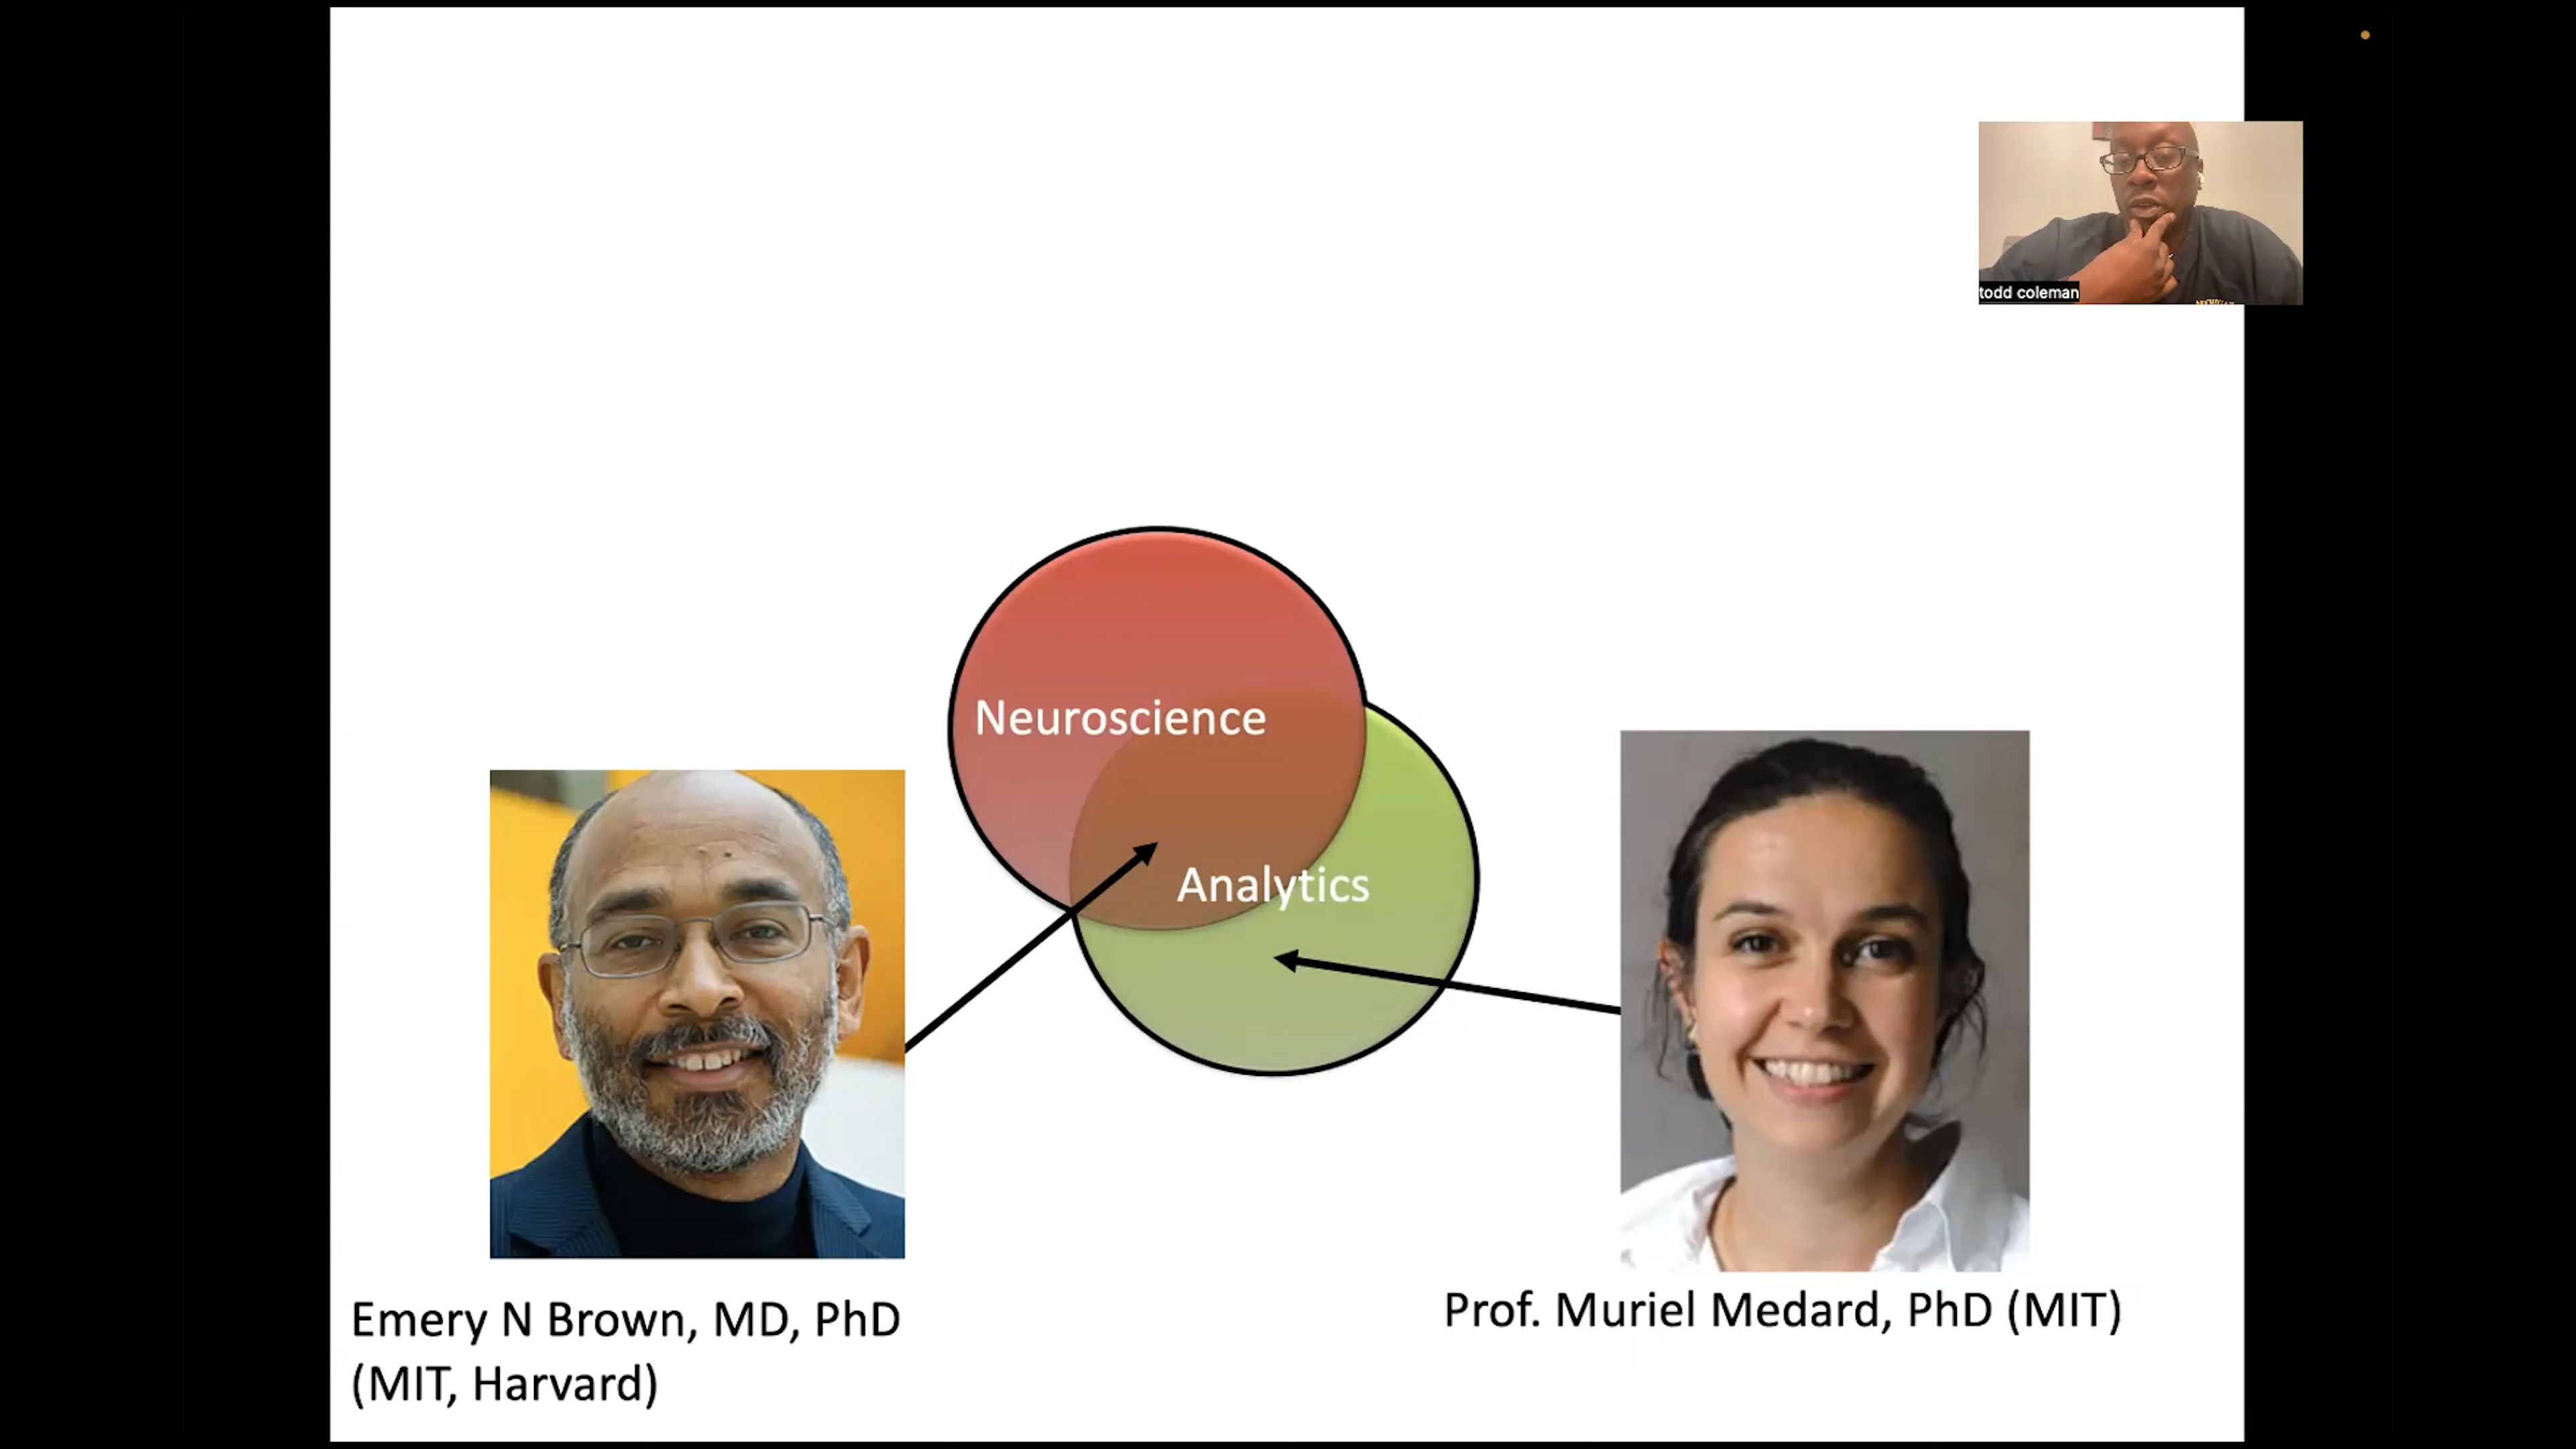 todd coleman
Neuroscience
Analytics
Emery N Brown, MD, PhD
(MIT, Harvard)
Prof. Muriel Medard, PhD (MIT)